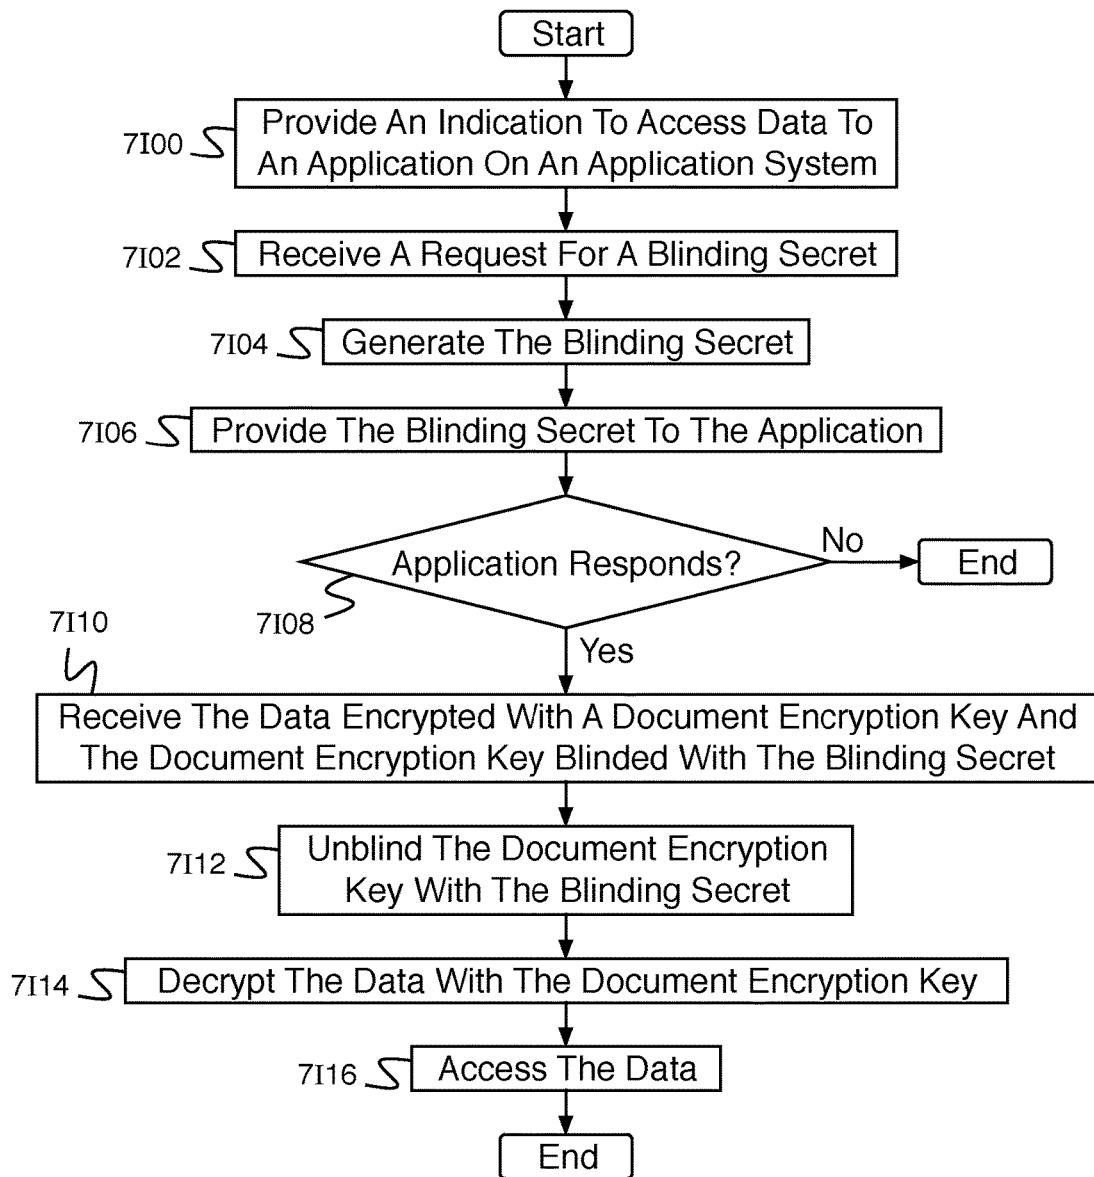 Start
7I00
Provide An Indication To Access Data To
An Application On An Application System
7I02
Receive A Request For A Blinding Secret
7I04
Generate The Blinding Secret
7I06
Provide The Blinding Secret To The Application
Application Responds?
No
End
7I08
Yes
7I10
Receive The Data Encrypted With A Document Encryption Key And
The Document Encryption Key Blinded With The Blinding Secret
7I12
Unblind The Document Encryption
Key With The Blinding Secret
7I14
Decrypt The Data With The Document Encryption Key
7I16
Access The Data
End